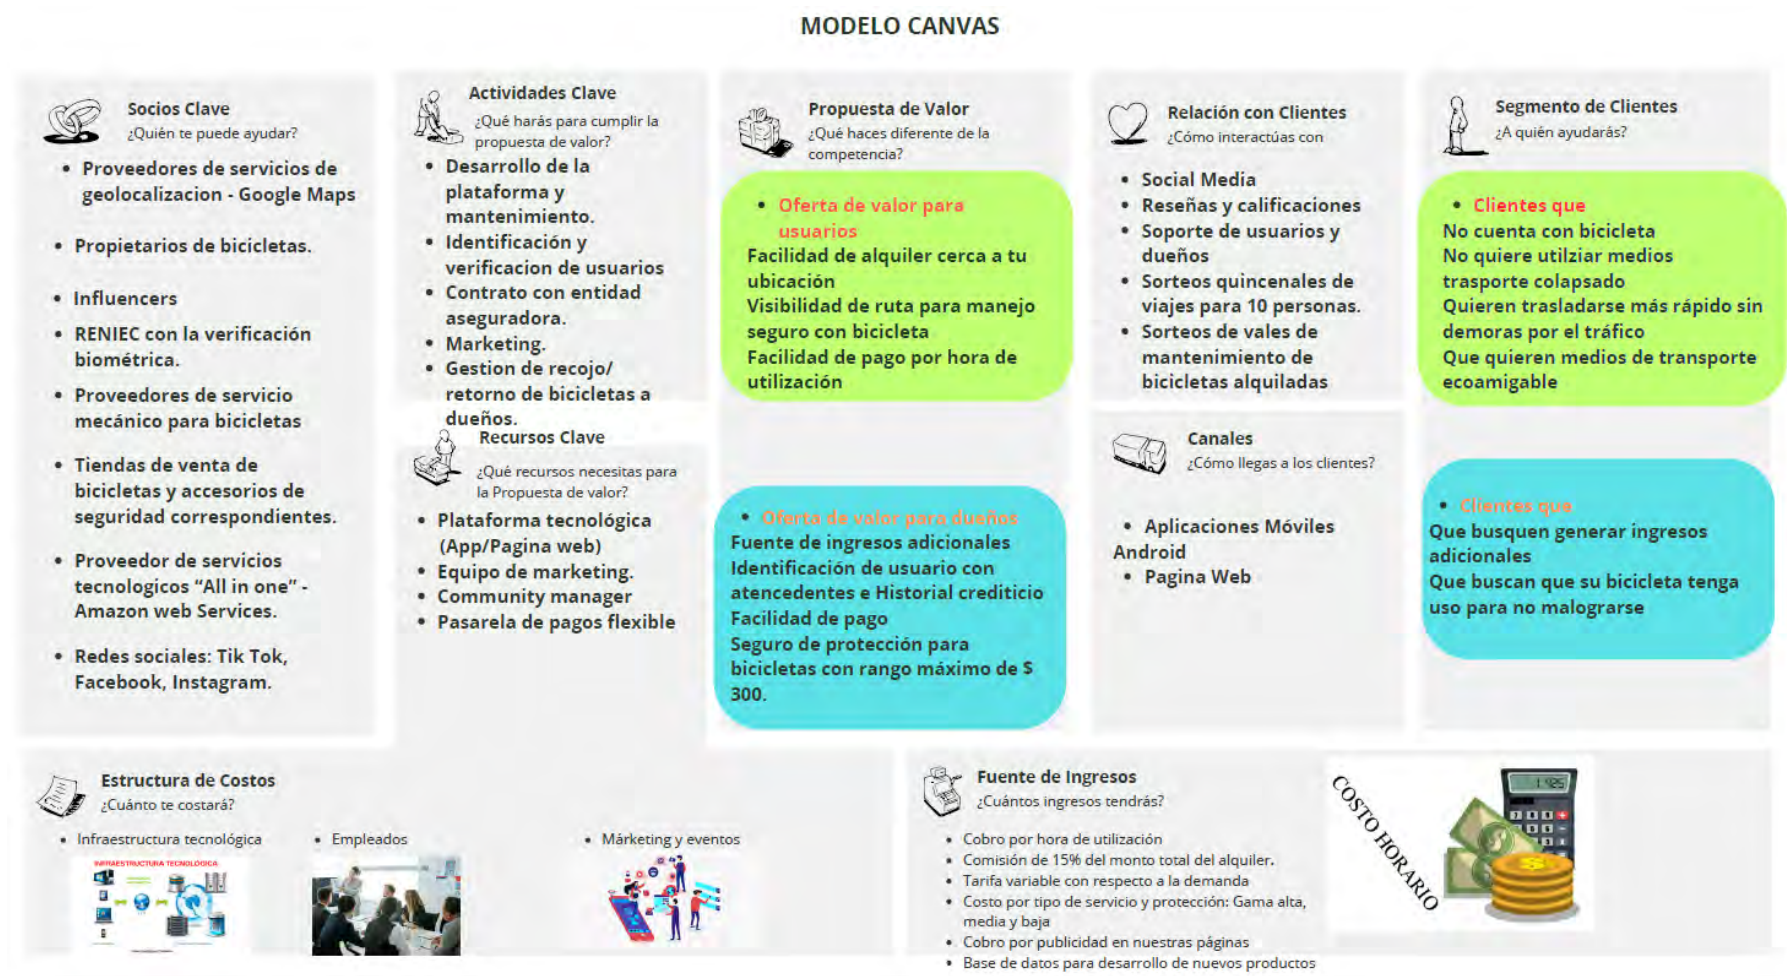 MODELO CANVAS
Socios Clave
¿Quién te puede ayudar?
• Proveedores de servicios de
geolocalizacion - Google Maps
• Propietarios de bicicletas.
• Influencers
• RENIEC con la verificación
biométrica.
• Proveedores de servicio
mecánico para bicicletas
• Tiendas de venta de
bicicletas y accesorios de
seguridad correspondientes.
• Proveedor de servicios
tecnologicos “All in one” -
Amazon web Services.
• Redes sociales: Tik Tok,
Facebook, Instagram.
Actividades Clave
¿Qué harás para cumplir la
propuesta de valor?
• Desarrollo de la
plataforma y
mantenimiento.
• Identificación y
verificacion de usuarios
• Contrato con entidad
aseguradora.
• Marketing.
• Gestion de recojo/
retorno de bicicletas a
dueños.
Recursos Clave
¿Qué recursos necesitas para
la Propuesta de valor?
• Plataforma tecnológica
(App/Pagina web)
• Equipo de marketing.
• Community manager
• Pasarela de pagos flexible
Propuesta de Valor
¿Qué haces diferente de la
competencia?
• Oferta de valor para
usuarios
Facilidad de alquiler cerca a tu
ubicación
Visibilidad de ruta para manejo
seguro con bicicleta
Facilidad de pago por hora de
utilización
• Oferta de valor para dueños
Fuente de ingresos adicionales
Identificación de usuario con
atencedentes e Historial crediticio
Facilidad de pago
Seguro de protección para
bicicletas con rango máximo de $
300.
Relación con Clientes
¿Cómo interactúas con
• Social Media
• Reseñas y calificaciones
• Soporte de usuarios y
dueños
• Sorteos quincenales de
viajes para 10 personas.
• Sorteos de vales de
mantenimiento de
bicicletas alquiladas
Canales
¿Cómo llegas a los clientes?
• Aplicaciones Móviles
Android
• Pagina Web
Segmento de Clientes
¿A quién ayudarás?
• Clientes que
No cuenta con bicicleta
No quiere utilziar medios
trasporte colapsado
Quieren trasladarse más rápido sin
demoras por el tráfico
Que quieren medios de transporte
ecoamigable
• Clientes que
Que busquen generar ingresos
adicionales
Que buscan que su bicicleta tenga
uso para no malograrse
Estructura de Costos
¿Cuánto te costará?
• Infraestructura tecnológica
• Empleados
• Márketing y eventos
INFRAESTRUCTURA TECNOLÓGICA
Fuente de Ingresos
¿Cuántos ingresos tendrás?
• Cobro por hora de utilización
• Comisión de 15% del monto total del alquiler.
• Tarifa variable con respecto a la demanda
• Costo por tipo de servicio y protección: Gama alta,
media y baja
• Cobro por publicidad en nuestras páginas
• Base de datos para desarrollo de nuevos productos
COSTO HORARIO